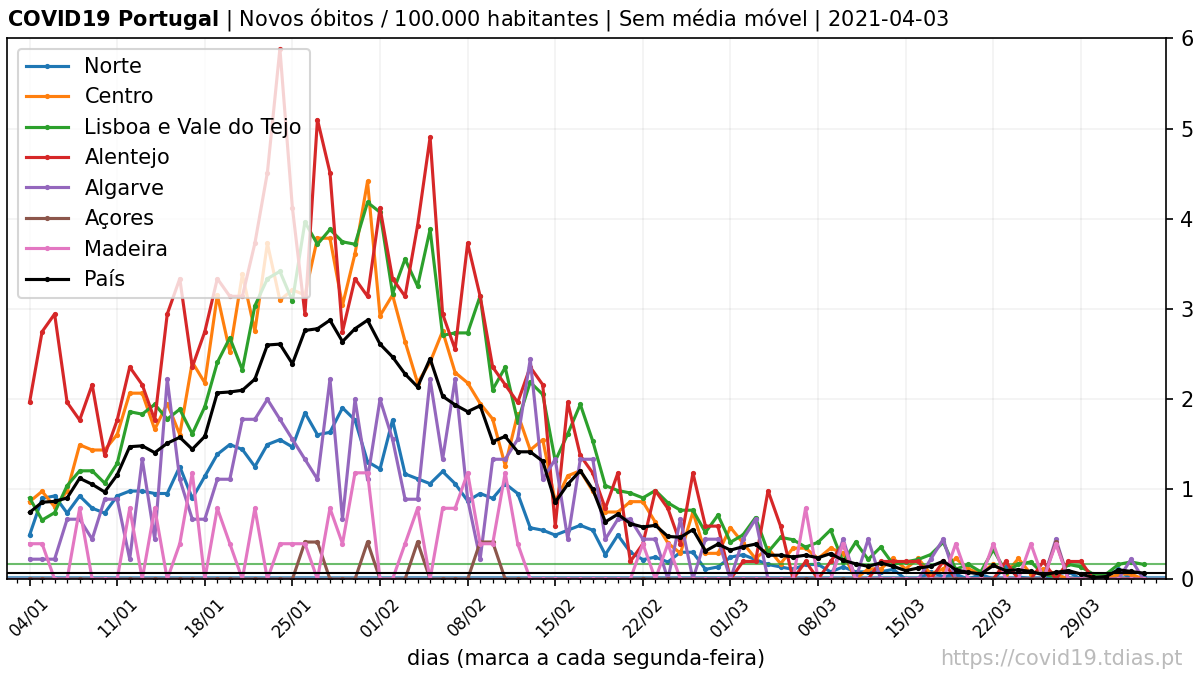 COVID19 Portugal | Novos óbitos / 100.000 habitantes | Sem média móvel | 2021-04-03
Norte
Centro
Lisboa e Vale do Tejo
Alentejo
Algarve
Açores
Madeira
País
6
5
4
3
2
1
0
04/01
11/01
18/01
25/01
01/02
08/02
15/02
22/02
01/03
08/03
15/03
22/03
29/03
dias (marca a cada segunda-feira)
https://covid19.tdias.pt